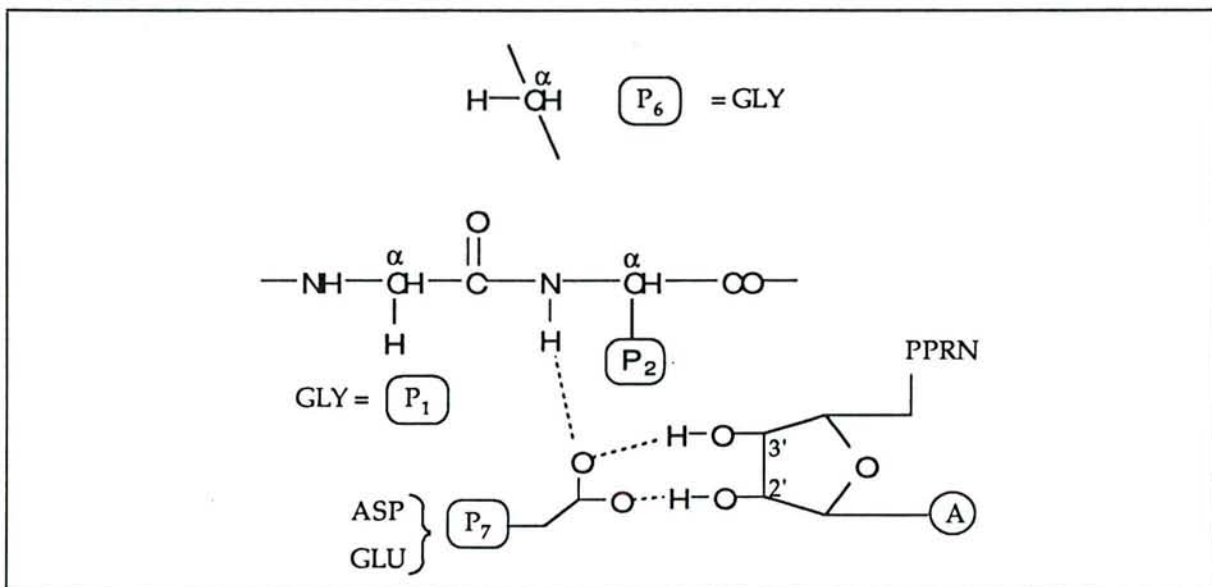 α
H—CH P6 = GLY
O
α α
—NH—CH—C—N—CH—CO—
H H P2
PPRN
GLY = P1
H—O 3'
O O
O H—O 2'
ASP P7 A
GLU